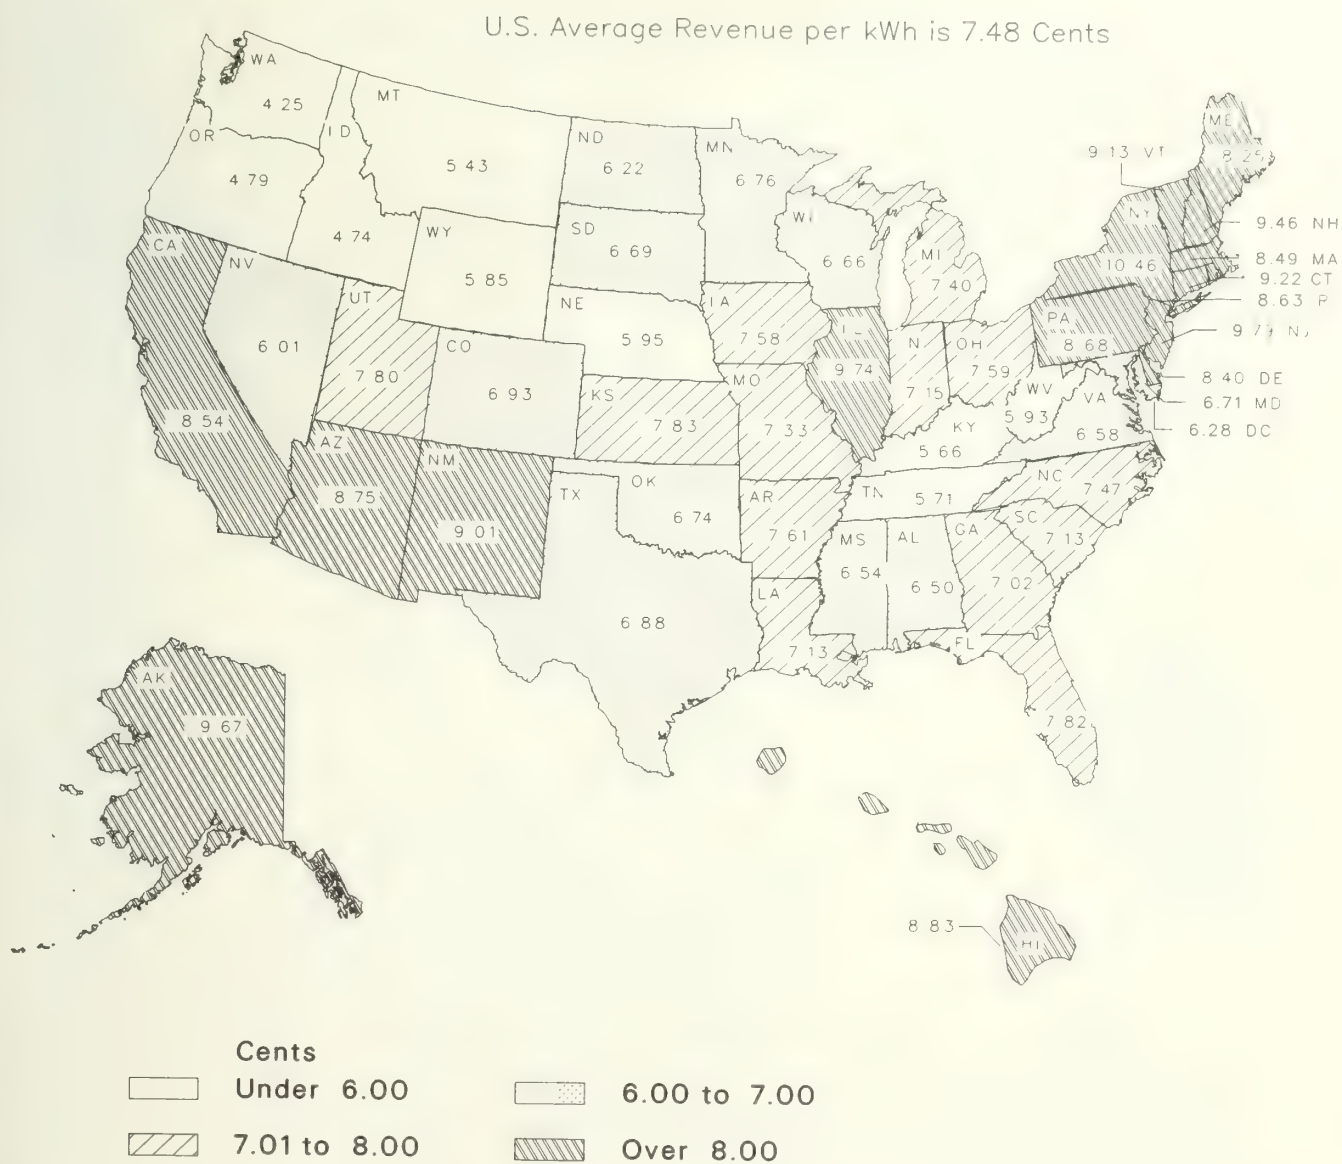 U.S. Average Revenue per kWh is 7.48 Cents
WA
4 25
OR
4 79
ID
4 74
MT
5 43
ND
6 22
MN
6 76
WI
6 66
MI
7 40
9 13 VT
ME
8 25
NY
10 46
9.46 NH
8.49 MA
9.22 CT
8.63
PA
8 68
8 40 DE
6.71 MD
6.28 DC
CA
8 54
NV
6 01
UT
7 80
WY
5 85
SD
6 69
NE
5 95
IA
7 58
9 74
7 15
OH
7 59
WV
5 93
VA
6 58
CO
6 93
KS
7 83
MO
7 33
KY
5 66
AZ
8 75
NM
9 01
TX
6 88
OK
6 74
AR
7 61
TN
5 71
NC
7 47
SC
7 13
MS
6 54
AL
6 50
GA
7 02
LA
7 13
FL
7 82
AK
9 67
8 83
HI
Cents
Under 6.00
6.00 to 7.00
7.01 to 8.00
Over 8.00